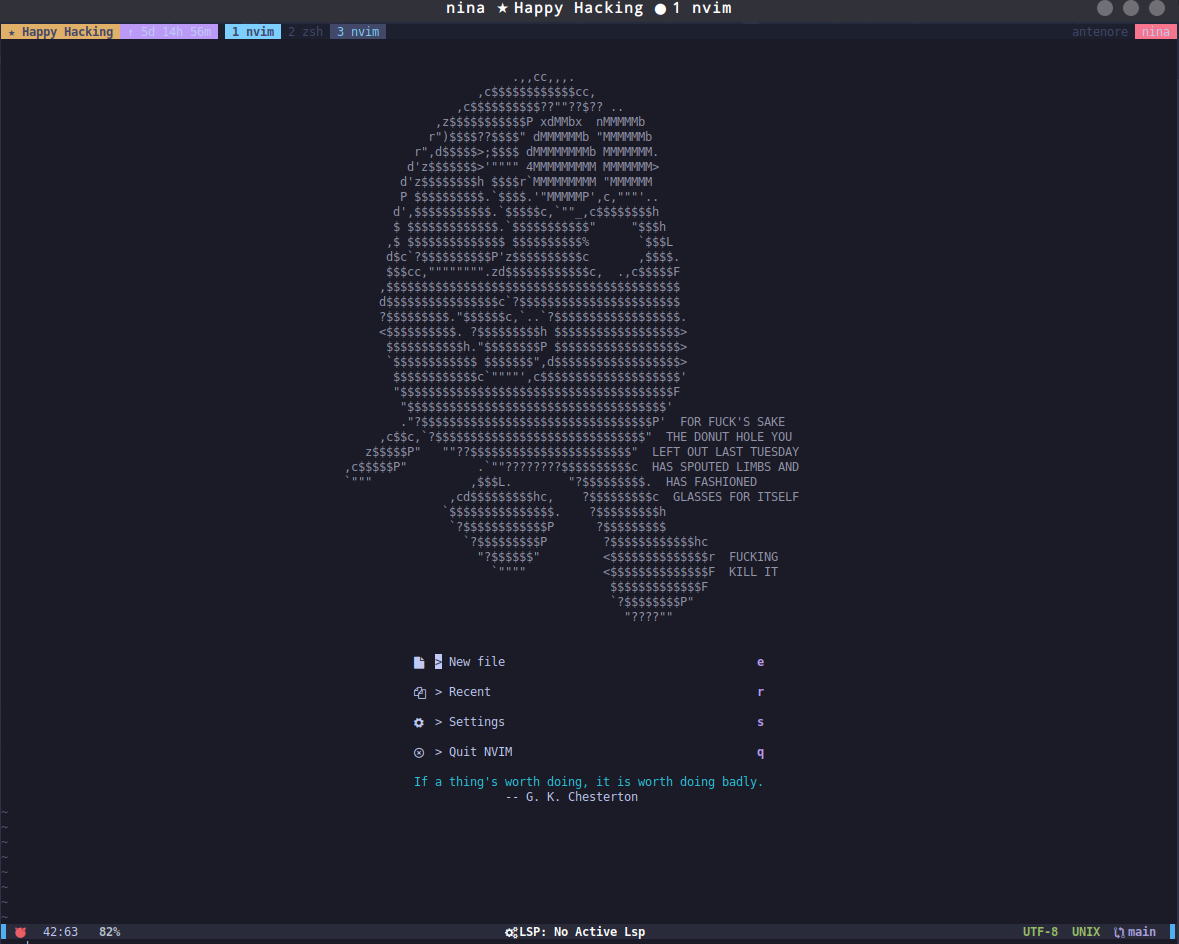 nina ★ Happy Hacking ● 1 nvim
★ Happy Hacking ↑ 5d 14h 56m 1 nvim 2 zsh 3 nvim antenore nina
FOR FUCK'S SAKE
THE DONUT HOLE YOU
LEFT OUT LAST TUESDAY
HAS SPOUTED LIMBS AND
HAS FASHIONED
GLASSES FOR ITSELF
FUCKING
KILL IT
> New file e
> Recent r
> Settings s
> Quit NVIM q
If a thing's worth doing, it is worth doing badly.
-- G. K. Chesterton
42:63 82% LSP: No Active Lsp UTF-8 UNIX main